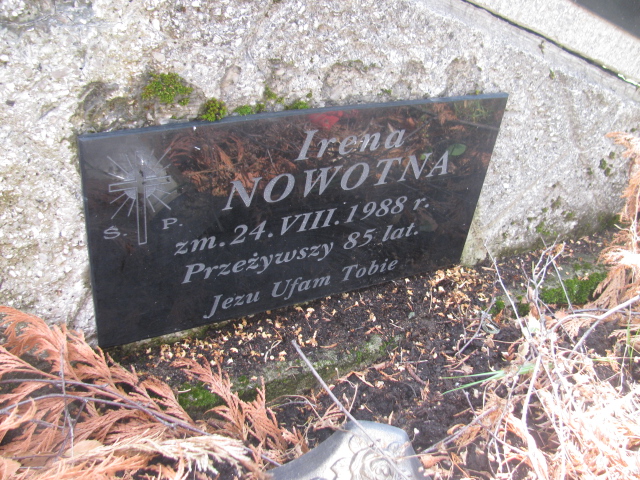 Irena
NOWOTNA
Ś. P.
zm. 24. VIII. 1988 r.
Przeżywszy 85 lat.
Jezu Ufam Tobie